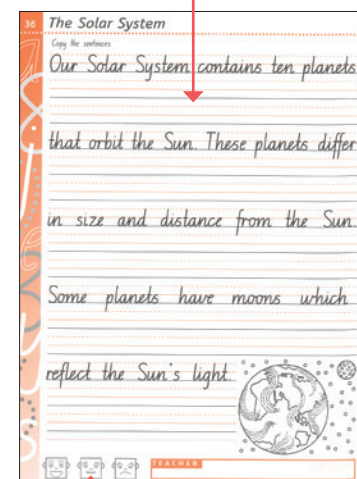 36 The Solar System
Copy the sentences
Our Solar System contains ten planets
that orbit the Sun. These planets differ
in size and distance from the Sun.
Some planets have moons which
reflect the Sun's light.
TEACHER